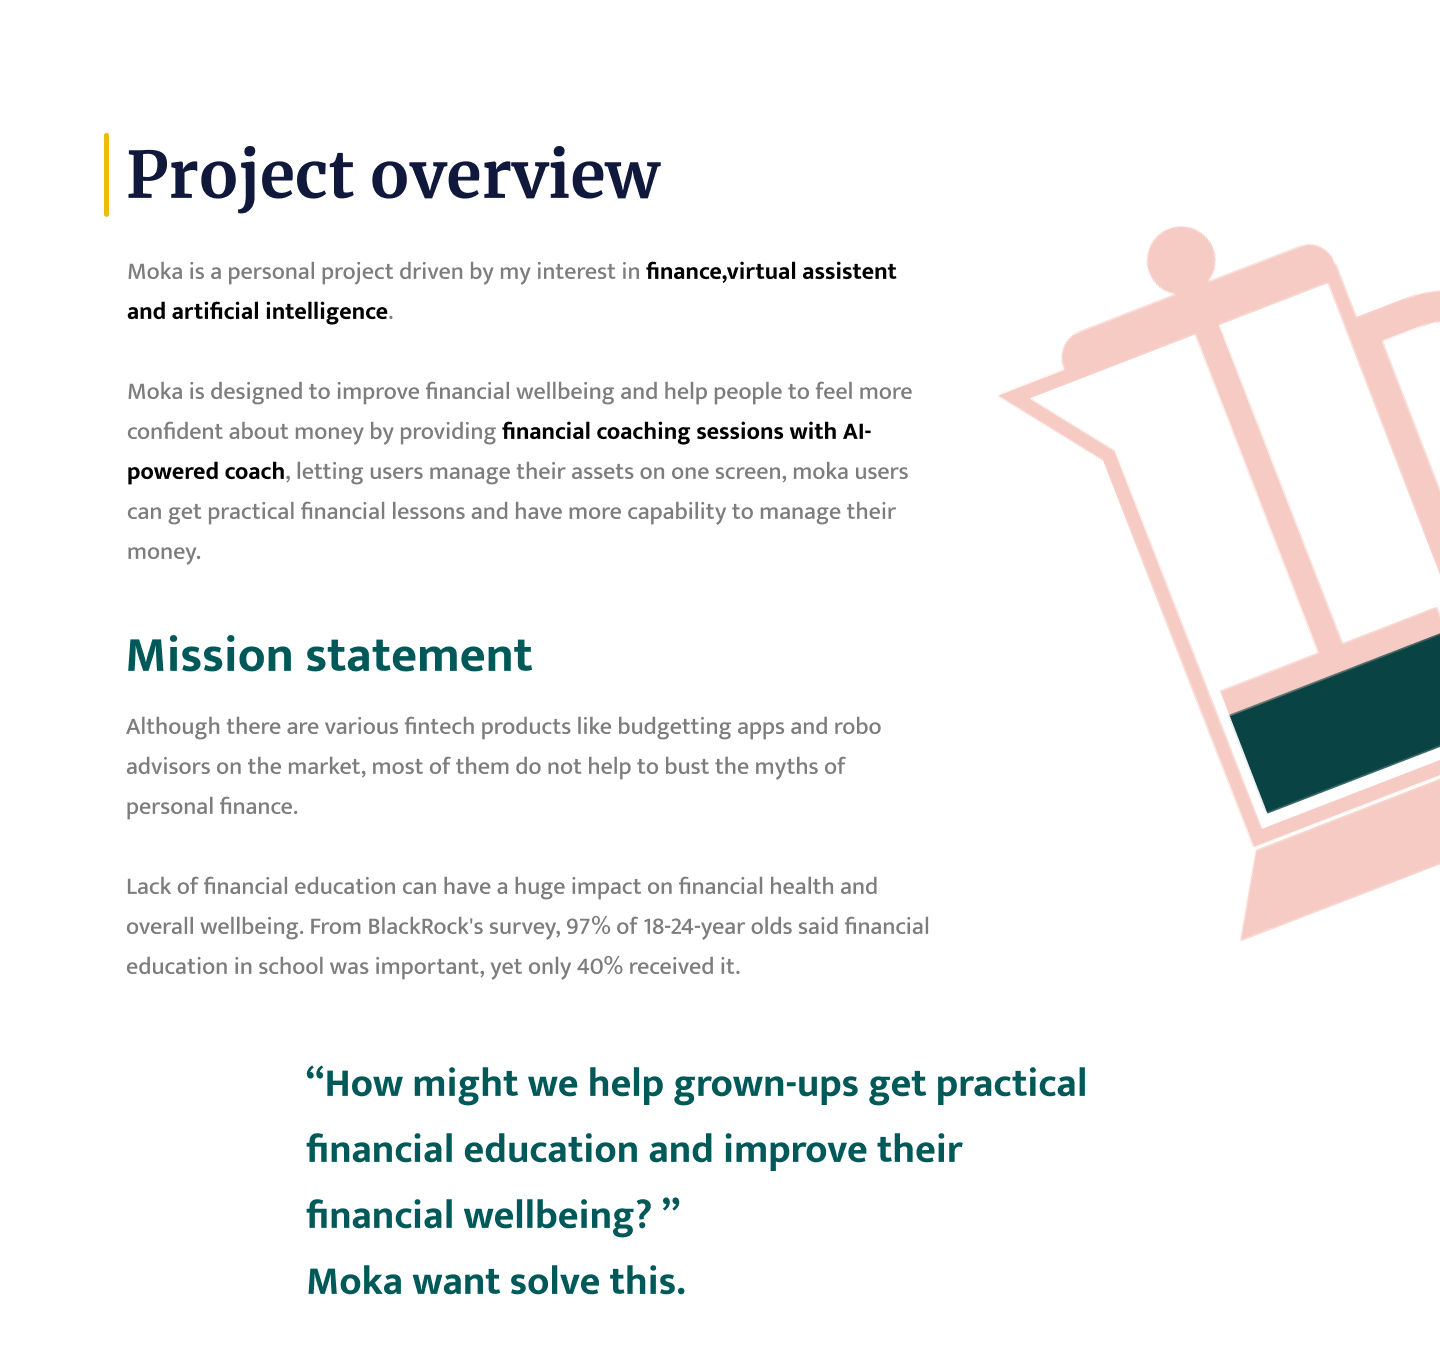 Project overview
Moka is a personal project driven by my interest in finance,virtual assistent
and artificial intelligence.
Moka is designed to improve financial wellbeing and help people to feel more
confident about money by providing financial coaching sessions with AI-
powered coach, letting users manage their assets on one screen, moka users
can get practical financial lessons and have more capability to manage their
money.
Mission statement
Although there are various fintech products like budgetting apps and robo
advisors on the market, most of them do not help to bust the myths of
personal finance.
Lack of financial education can have a huge impact on financial health and
overall wellbeing. From BlackRock's survey, 97% of 18-24-year olds said financial
education in school was important, yet only 40% received it.
“How might we help grown-ups get practical
financial education and improve their
financial wellbeing? ”
Moka want solve this.